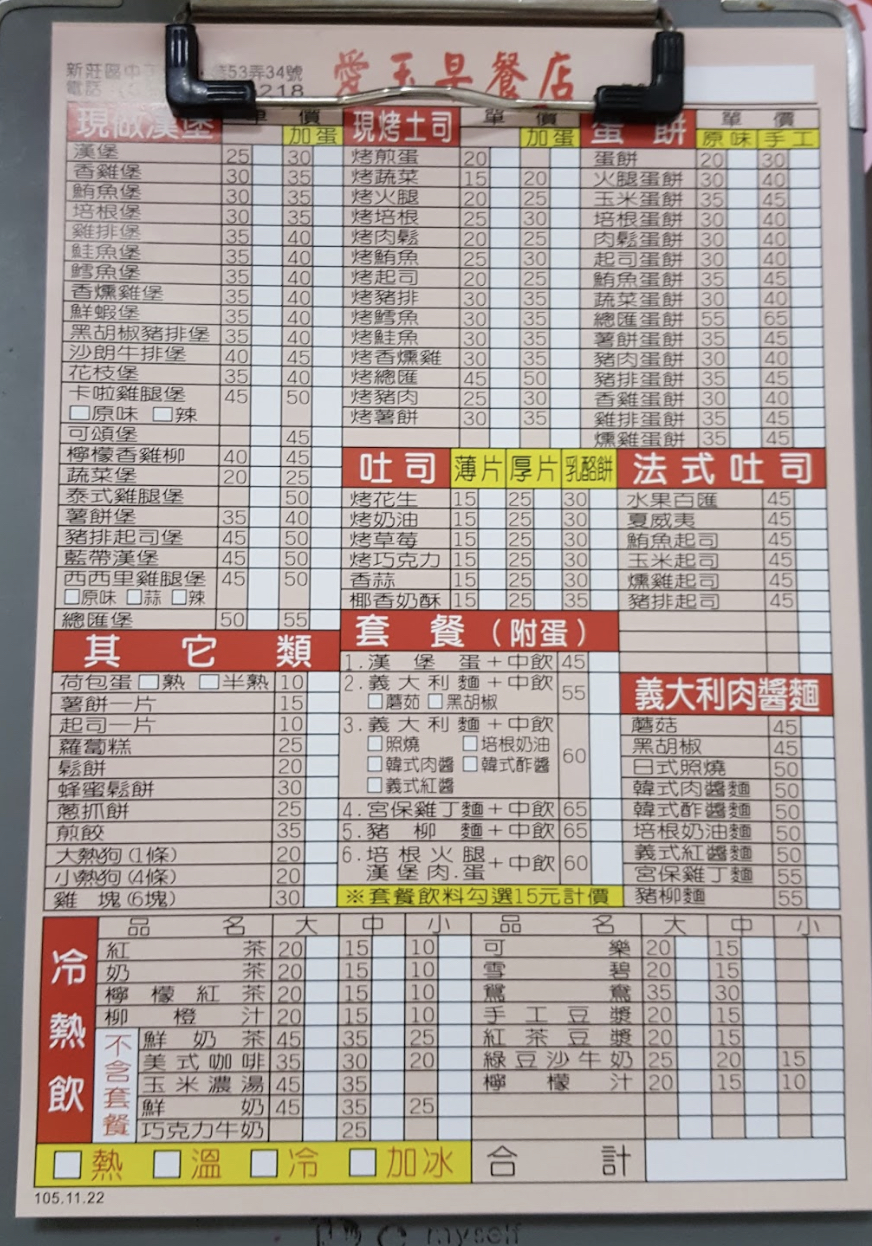 新莊區中 巷53弄34號
電話 218
愛玉早餐店
現做漢堡 單價 加蛋
漢堡 25 30
香雞堡 30 35
鮪魚堡 30 35
培根堡 30 35
雞排堡 35 40
鮭魚堡 35 40
鱈魚堡 35 40
香燻雞堡 35 40
鮮蝦堡 35 40
黑胡椒豬排堡 35 40
沙朗牛排堡 40 45
花枝堡 35 40
卡啦雞腿堡 45 50
□原味 □辣
可頌堡 45
檸檬香雞柳 40 45
蔬菜堡 20 25
泰式雞腿堡 50
薯餅堡 35 40
豬排起司堡 45 50
藍帶漢堡 45 50
西西里雞腿堡 45 50
□原味 □蒜 □辣
總匯堡 50 55
現烤土司 單價 加蛋
烤煎蛋 20
烤蔬菜 15 20
烤火腿 20 25
烤培根 25 30
烤肉鬆 20 25
烤鮪魚 25 30
烤起司 20 25
烤豬排 30 35
烤鱈魚 30 35
烤鮭魚 30 35
烤香燻雞 30 35
烤總匯 45 50
烤豬肉 25 30
烤薯餅 30 35
蛋餅 單價 原味 手工
蛋餅 20 30
火腿蛋餅 30 40
玉米蛋餅 35 45
培根蛋餅 30 40
肉鬆蛋餅 30 40
起司蛋餅 30 40
鮪魚蛋餅 35 45
蔬菜蛋餅 30 40
總匯蛋餅 55 65
薯餅蛋餅 35 45
豬肉蛋餅 30 40
豬排蛋餅 35 45
香雞蛋餅 30 40
雞排蛋餅 35 45
燻雞蛋餅 35 45
吐司 薄片 厚片 乳酪餅
烤花生 15 25 30
烤奶油 15 25 30
烤草莓 15 25 30
烤巧克力 15 25 30
香蒜 15 25 30
椰香奶酥 15 25 35
法式吐司
水果百匯 45
夏威夷 45
鮪魚起司 45
玉米起司 45
燻雞起司 45
豬排起司 45
其它類
荷包蛋 □熟 □半熟 10
薯餅一片 15
起司一片 10
蘿蔔糕 25
鬆餅 20
蜂蜜鬆餅 30
蔥抓餅 25
煎餃 35
大熱狗(1條) 20
小熱狗(4條) 20
雞塊(6塊) 30
套餐(附蛋)
1.漢堡蛋+中飲 45
2.義大利麵+中飲 55
□蘑茹 □黑胡椒
3.義大利麵+中飲 60
□照燒 □培根奶油
□韓式肉醬 □韓式酢醬
□義式紅醬
4.宮保雞丁麵+中飲 65
5.豬柳麵+中飲 65
6.培根火腿漢堡肉.蛋+中飲 60
※套餐飲料勾選15元計價
義大利肉醬麵
蘑菇 45
黑胡椒 45
日式照燒 50
韓式肉醬麵 50
韓式酢醬麵 50
培根奶油麵 50
義式紅醬麵 50
宮保雞丁麵 55
豬柳麵 55
冷熱飲
品名 大 中 小 品名 大 中 小
紅茶 20 15 10 可樂 20 15
奶茶 20 15 10 雪碧 20 15
檸檬紅茶 20 15 10 鴛鴦 35 30
柳橙汁 20 15 10 手工豆漿 20 15
不含套餐
鮮奶茶 45 35 25 紅茶豆漿 20 15
美式咖啡 35 30 20 綠豆沙牛奶 25 20 15
玉米濃湯 45 35 檸檬汁 20 15 10
鮮奶 45 35 25
巧克力牛奶 25
□熱 □溫 □冷 □加冰 合計
105.11.22
myself